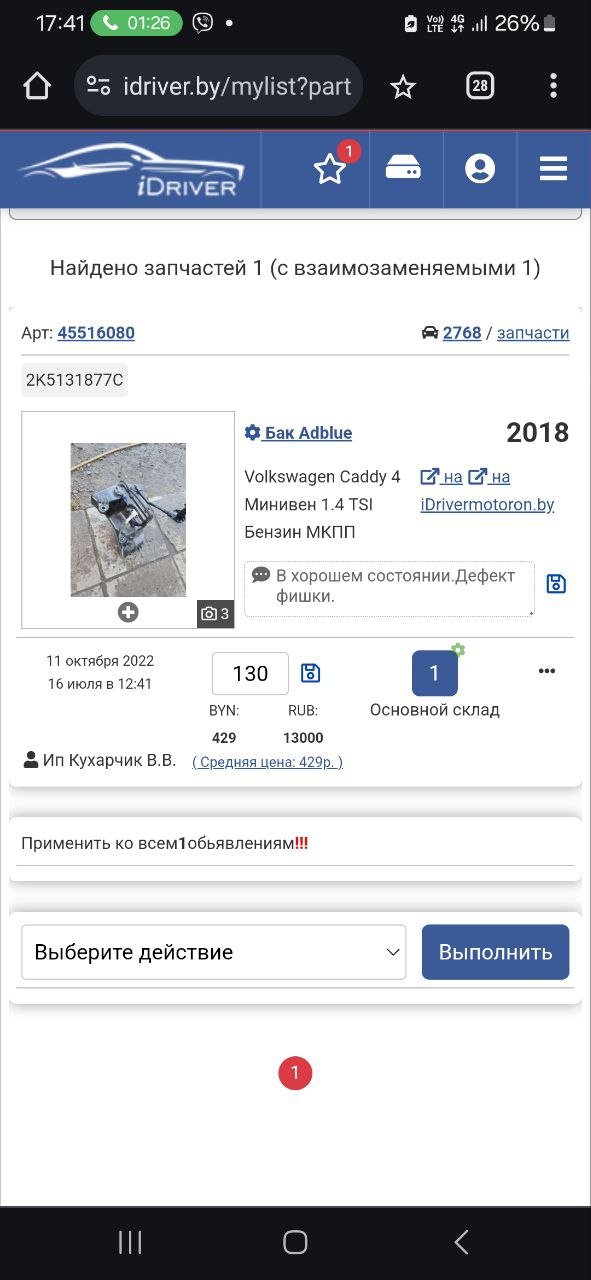 17:41 01:26 Vo)) LTE 4G 26%
idriver.by/mylist?part 28
iDRIVER 1
Найдено запчастей 1 (с взаимозаменяемыми 1)
Арт: 45516080 2768 / запчасти
2K5131877C
Бак Adblue 2018
Volkswagen Caddy 4 на на
Минивен 1.4 TSI iDrivermotoron.by
Бензин МКПП
В хорошем состоянии.Дефект
фишки.
3
11 октября 2022 130 1
16 июля в 12:41
BYN: RUB: Основной склад
429 13000
Ип Кухарчик В.В. ( Средняя цена: 429р. )
Применить ко всем1обьявлениям!!!
Выберите действие Выполнить
1